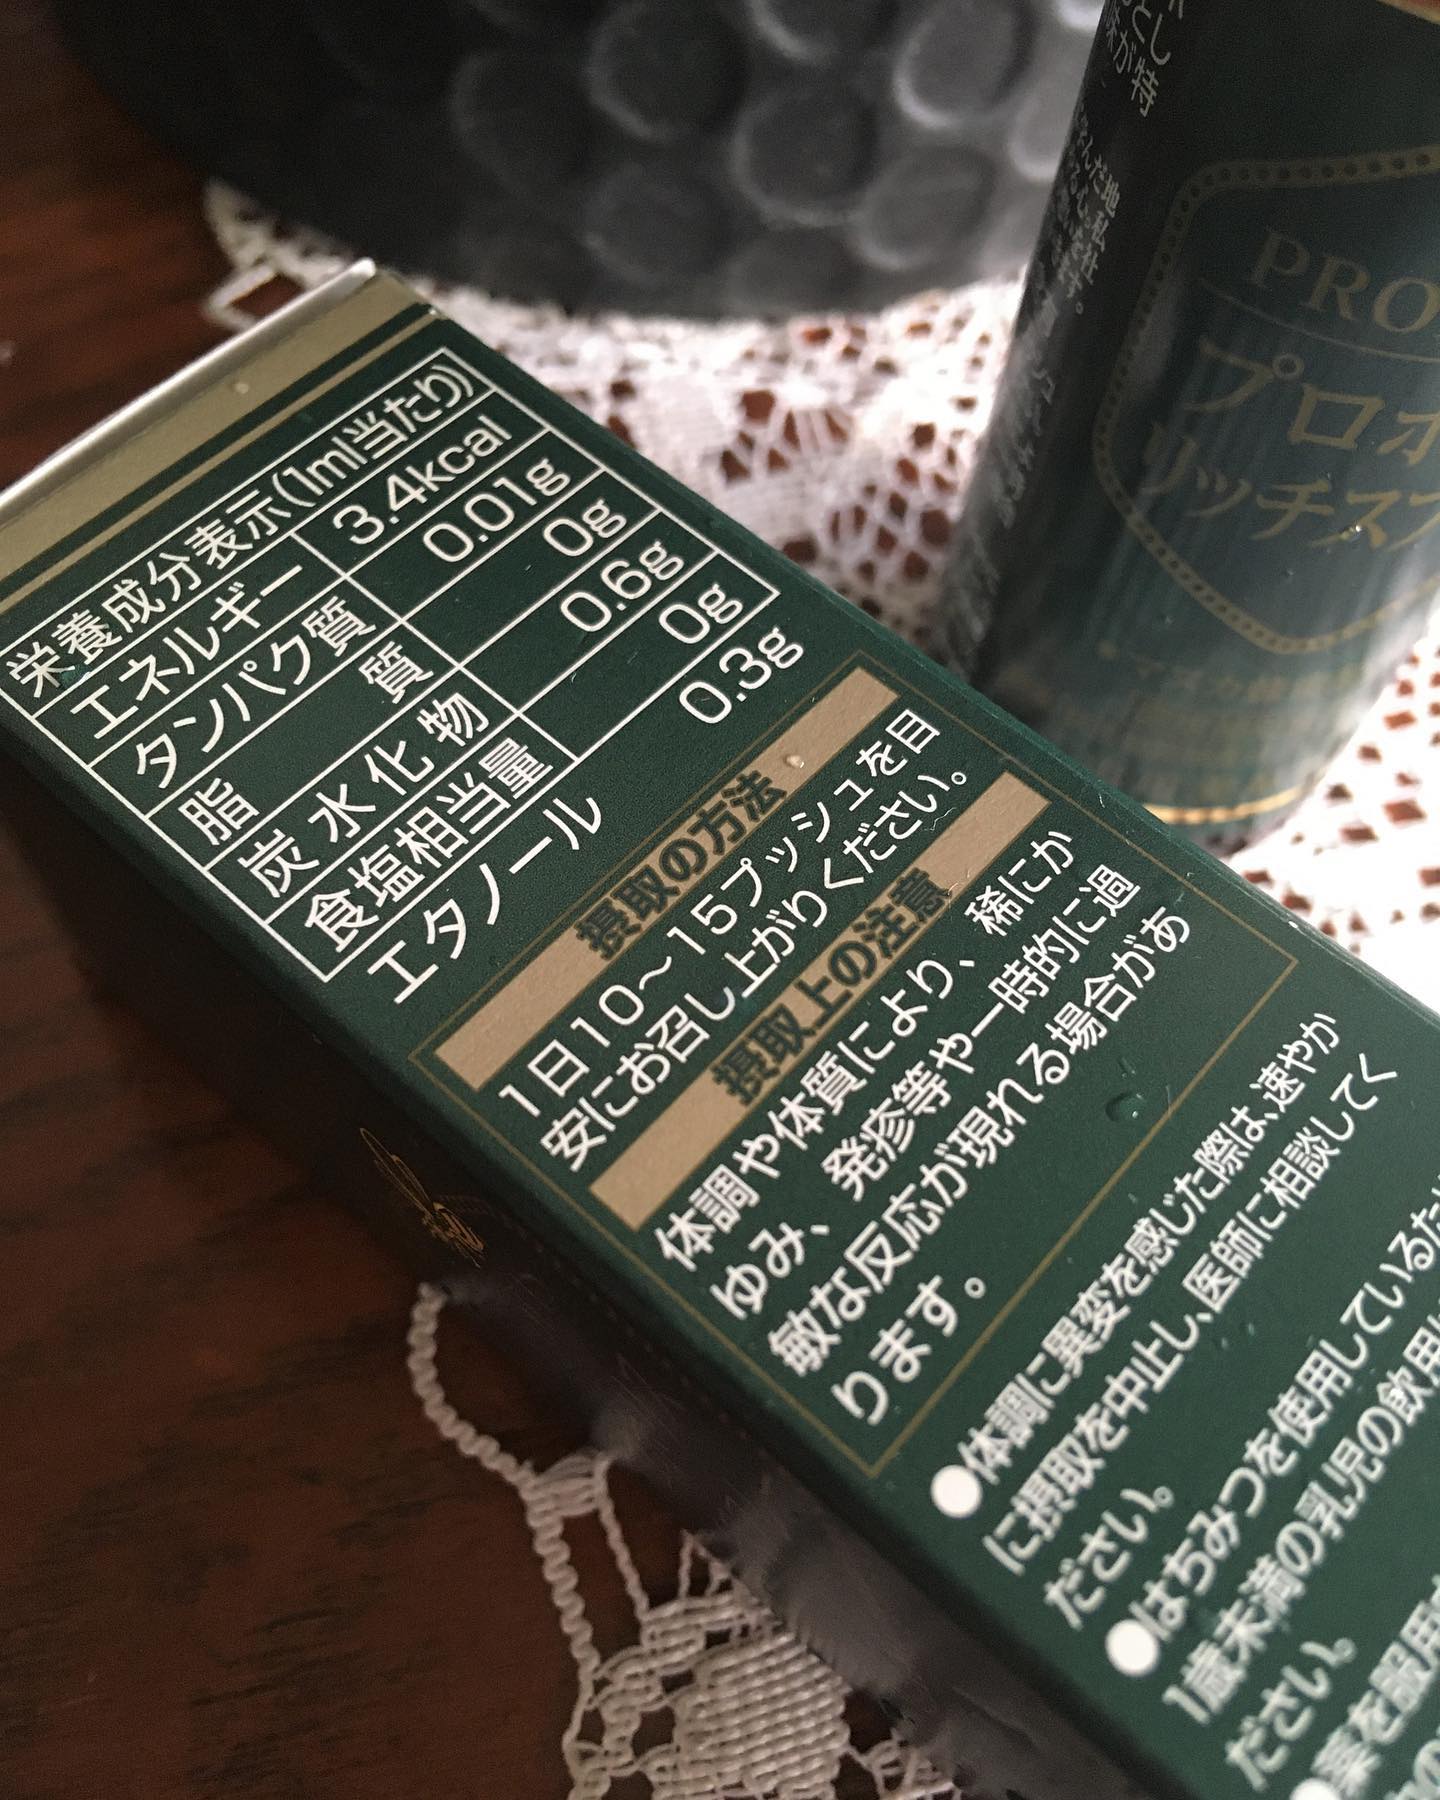 栄養成分表示(1ml当たり)
エネルギー 3.4kcal
タンパク質 0.01g
脂質 0g
炭水化物 0.6g
食塩相当量 0g
エタノール 0.3g
摂取の方法
1日10〜15プッシュを目
安にお召し上がりください。
摂取上の注意
体調や体質により、稀にか
ゆみ、発疹等や一時的に過
敏な反応が現れる場合があ
ります。
●体調に異変を感じた際は、速やか
に摂取を中止し、医師に相談してく
ださい。
●はちみつを使用しているた
1歳未満の乳児の飲用
ださい。
●薬を服用
PRO
プロポ
リッチスプ